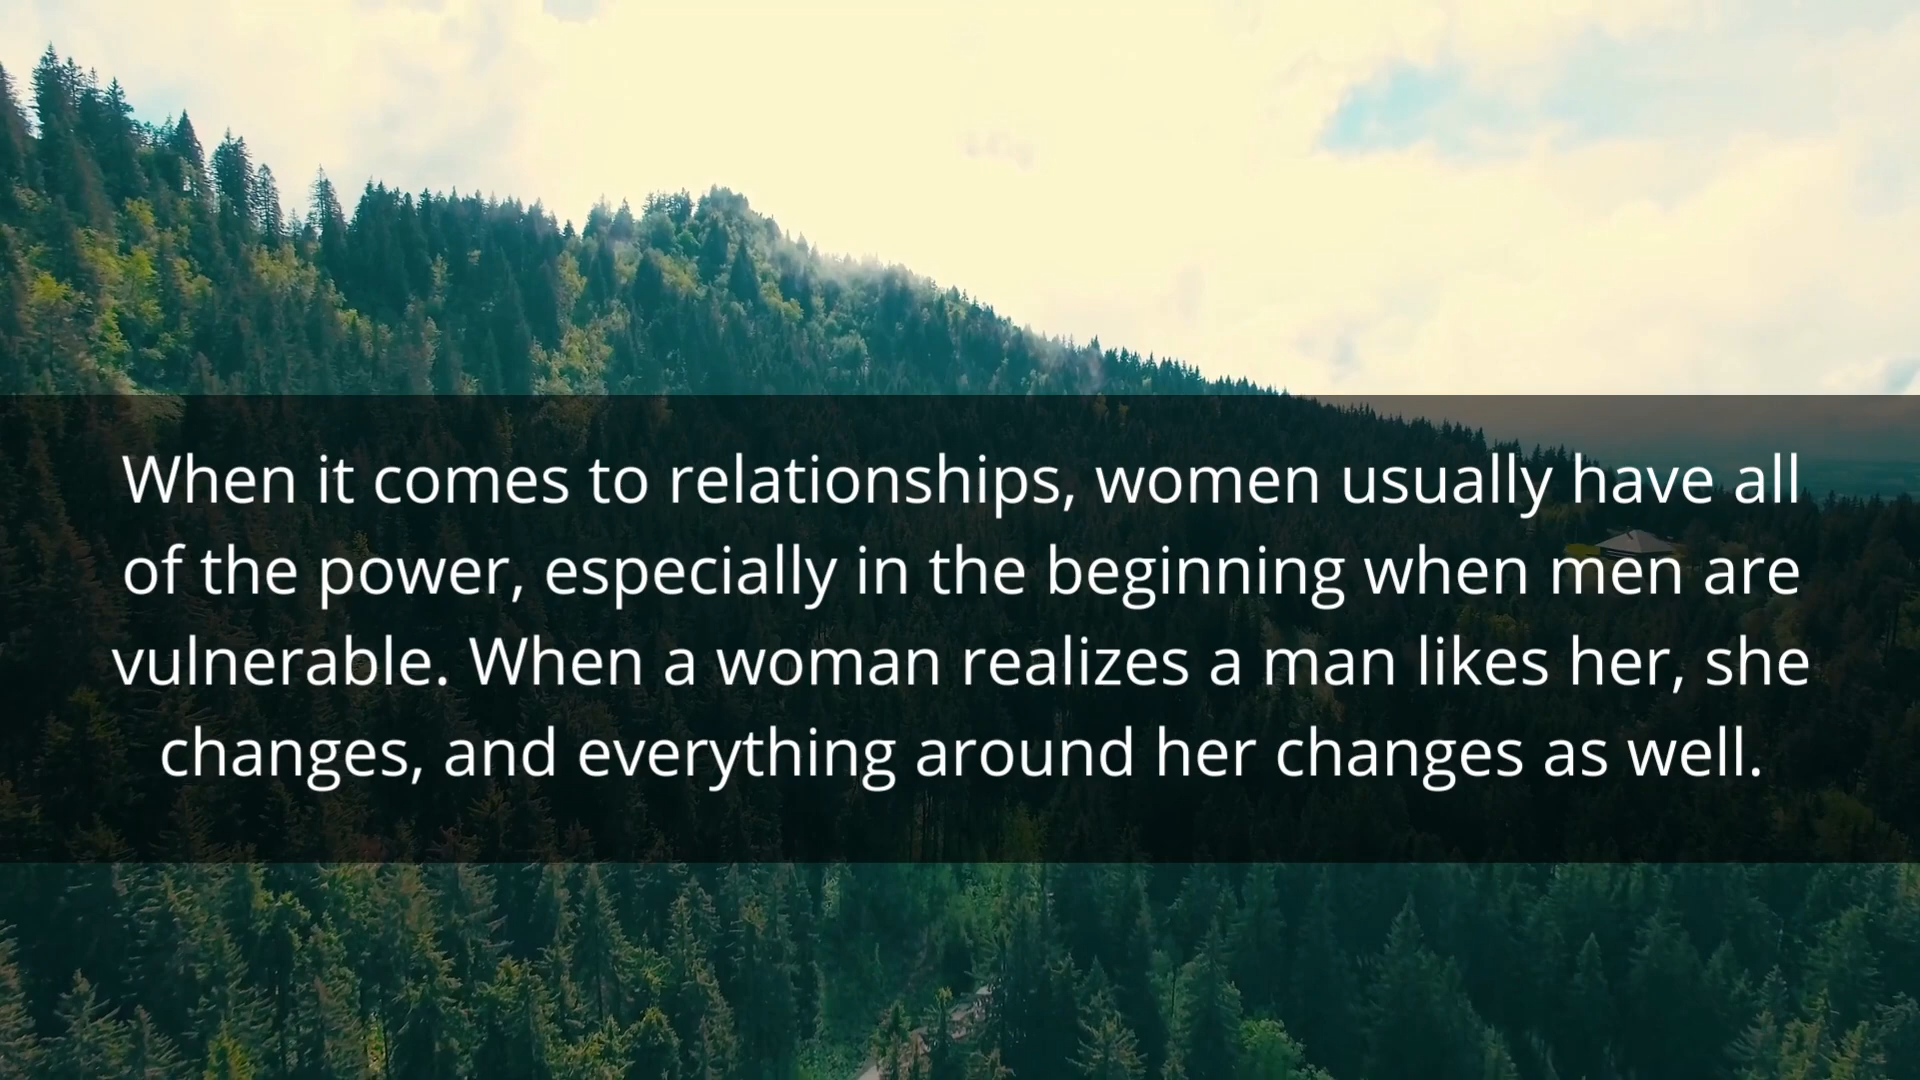 When it comes to relationships, women usually have all
of the power, especially in the beginning when men are
vulnerable. When a woman realizes a man likes her, she
changes, and everything around her changes as well.